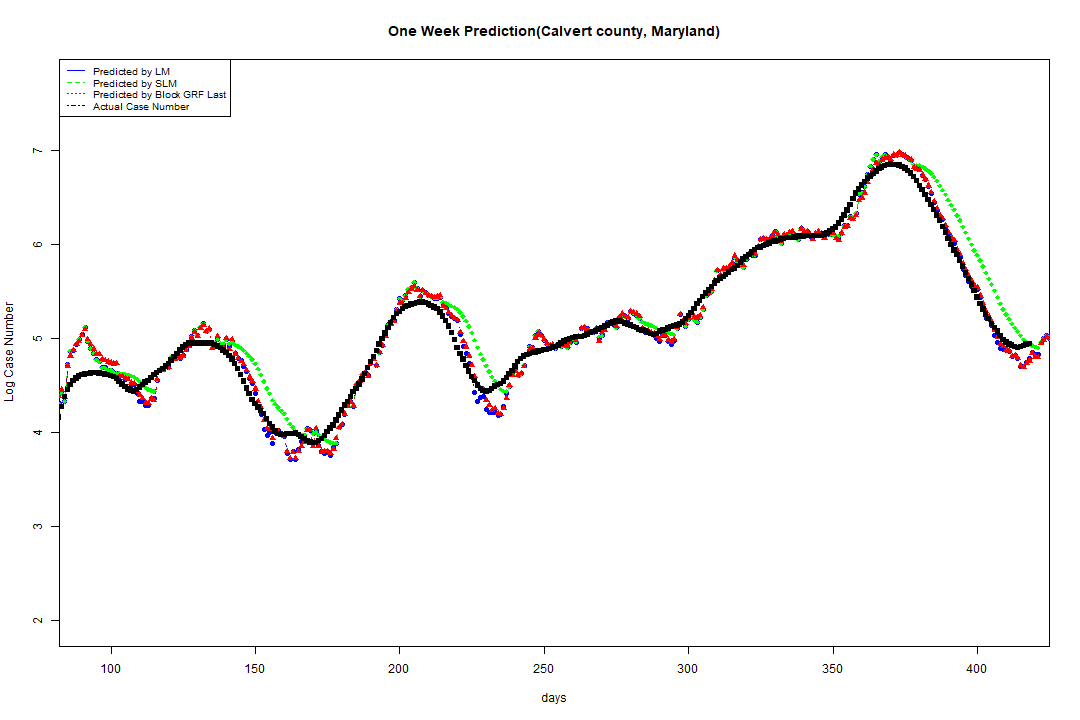 One Week Prediction(Calvert county, Maryland)
Predicted by LM
Predicted by SLM
Predicted by Block GRF Last
Actual Case Number
7
6
5
4
3
2
Log Case Number
100 150 200 250 300 350 400
days